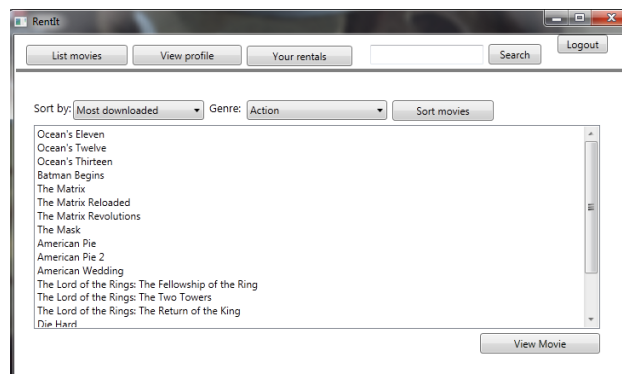 RentIt
Logout
List movies View profile Your rentals Search
Sort by: Most downloaded Genre: Action Sort movies
Ocean's Eleven
Ocean's Twelve
Ocean's Thirteen
Batman Begins
The Matrix
The Matrix Reloaded
The Matrix Revolutions
The Mask
American Pie
American Pie 2
American Wedding
The Lord of the Rings: The Fellowship of the Ring
The Lord of the Rings: The Two Towers
The Lord of the Rings: The Return of the King
Die Hard
View Movie